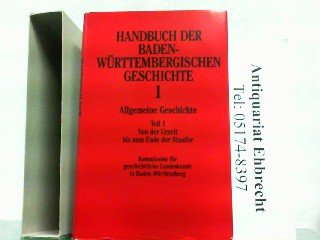 HANDBUCH DER
BADEN-
WÜRTTEMBERGISCHEN
GESCHICHTE
1
Allgemeine Geschichte
Teil 1
Von der Urzeit
bis zum Ende der Staufer
Kommission für
geschichtliche Landeskunde
in Baden-Württemberg
Antiquariat Ehbrecht
Tel: 05174-8397